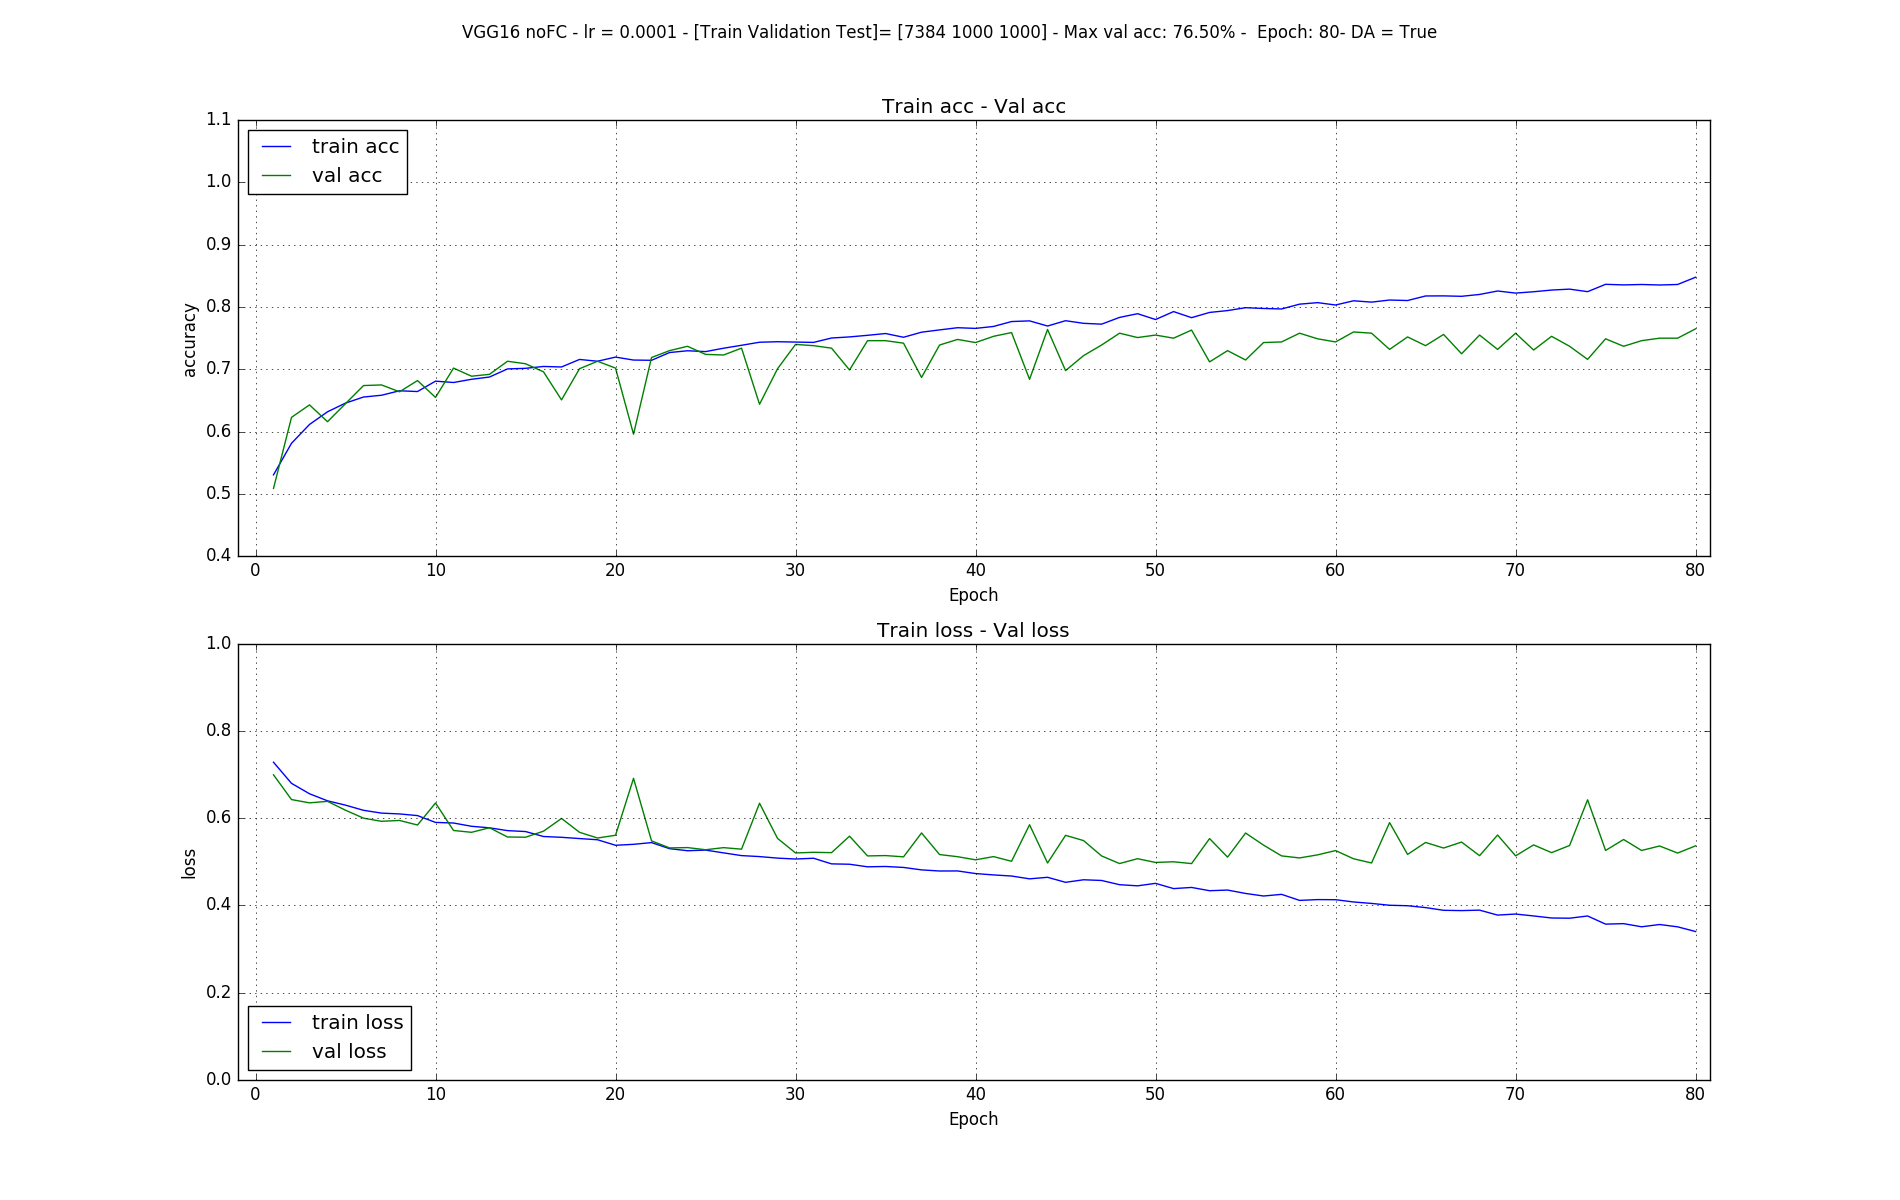 VGG16 noFC - lr = 0.0001 - [Train Validation Test]= [7384 1000 1000] - Max val acc: 76.50% -  Epoch: 80- DA = True
Train acc - Val acc
1.1
1.0
0.9
0.8
0.7
0.6
0.5
0.4
accuracy
train acc
val acc
0 10 20 30 40 50 60 70 80
Epoch
Train loss - Val loss
1.0
0.8
0.6
0.4
0.2
0.0
loss
train loss
val loss
0 10 20 30 40 50 60 70 80
Epoch